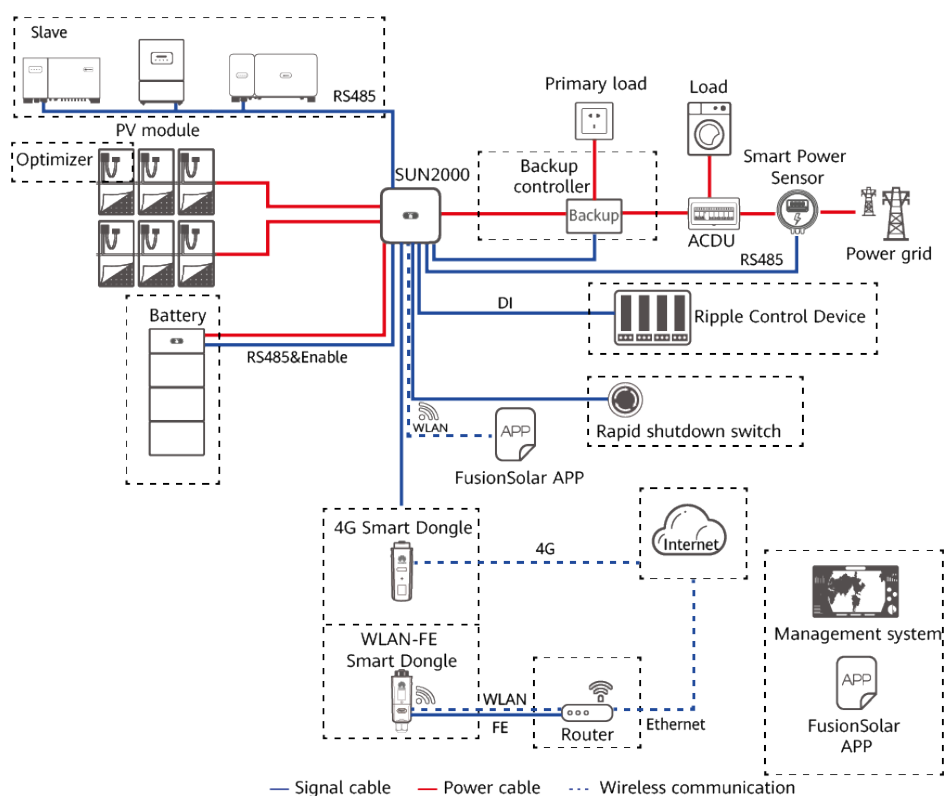 Slave
RS485
PV module
Optimizer
SUN2000
Primary load
Load
Backup
controller
Backup
Smart Power
Sensor
ACDU
Power grid
RS485
DI
Ripple Control Device
Battery
RS485&Enable
WLAN
APP
FusionSolar APP
Rapid shutdown switch
4G Smart Dongle
4G
Internet
WLAN-FE
Smart Dongle
WLAN
FE
Router
Ethernet
Management system
APP
FusionSolar
APP
Signal cable
Power cable
Wireless communication